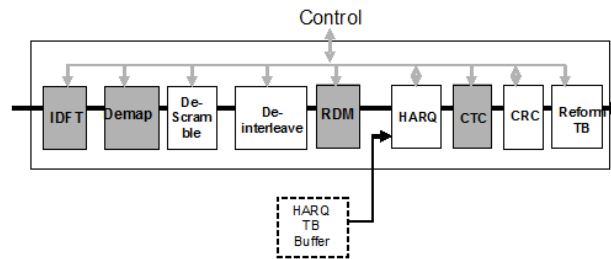 Control
IDFT
Demap
De-
Scram
ble
De-
interleave
RDM
HARQ
CTC
CRC
Reform
TB
HARQ
TB
Buffer